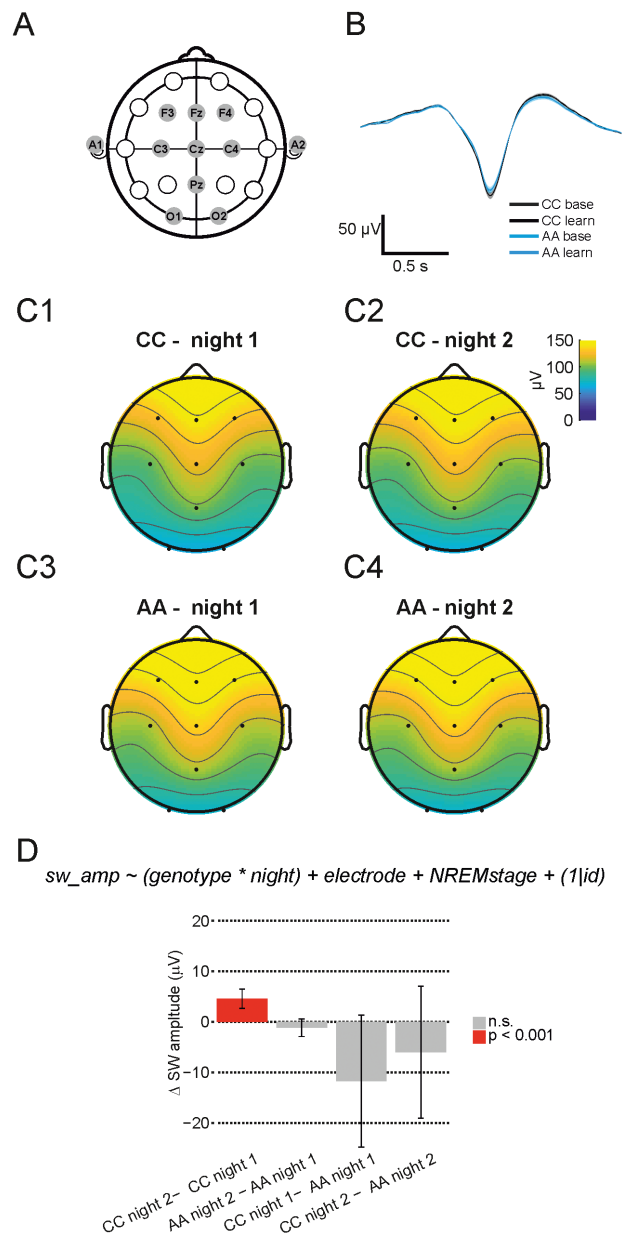 A
B
F3
Fz
F4
A1
C3
Cz
C4
A2
Pz
O1
O2
50 µV
0.5 s
CC base
CC learn
AA base
AA learn
C1
C2
CC - night 1
CC - night 2
150
100
50
0
µV
C3
C4
AA - night 1
AA - night 2
D
sw_amp ~ (genotype * night) + electrode + NREMstage + (1|id)
20
10
0
−10
−20
Δ SW ampltide (µV)
n.s.
p < 0.001
CC night 2− CC night 1
AA night 2 − AA night 1
CC night 1− AA night 1
CC night 2 − AA night 2